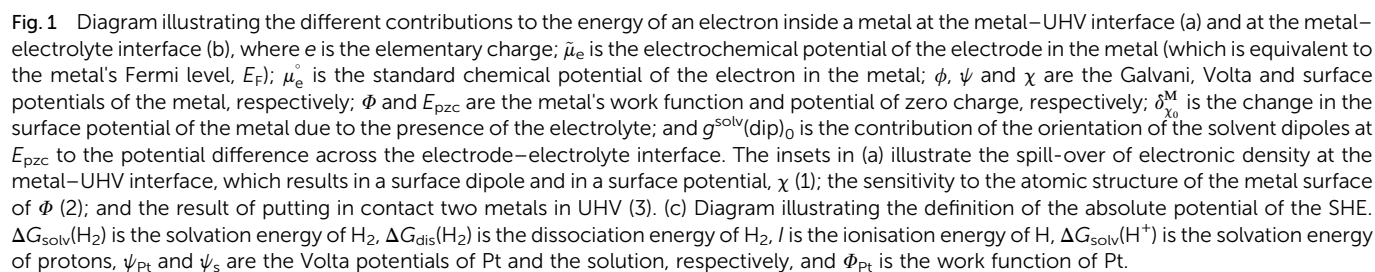 Fig. 1 Diagram illustrating the different contributions to the energy of an electron inside a metal at the metal–UHV interface (a) and at the metal–
electrolyte interface (b), where e is the elementary charge; μ̃e is the electrochemical potential of the electrode in the metal (which is equivalent to
the metal's Fermi level, EF); μe° is the standard chemical potential of the electron in the metal; ϕ, ψ and χ are the Galvani, Volta and surface
potentials of the metal, respectively; Φ and Epzc are the metal's work function and potential of zero charge, respectively; δχ0M is the change in the
surface potential of the metal due to the presence of the electrolyte; and gsolv(dip)0 is the contribution of the orientation of the solvent dipoles at
Epzc to the potential difference across the electrode–electrolyte interface. The insets in (a) illustrate the spill-over of electronic density at the
metal–UHV interface, which results in a surface dipole and in a surface potential, χ (1); the sensitivity to the atomic structure of the metal surface
of Φ (2); and the result of putting in contact two metals in UHV (3). (c) Diagram illustrating the definition of the absolute potential of the SHE.
ΔGsolv(H2) is the solvation energy of H2, ΔGdis(H2) is the dissociation energy of H2, I is the ionisation energy of H, ΔGsolv(H+) is the solvation energy
of protons, ψPt and ψs are the Volta potentials of Pt and the solution, respectively, and ΦPt is the work function of Pt.